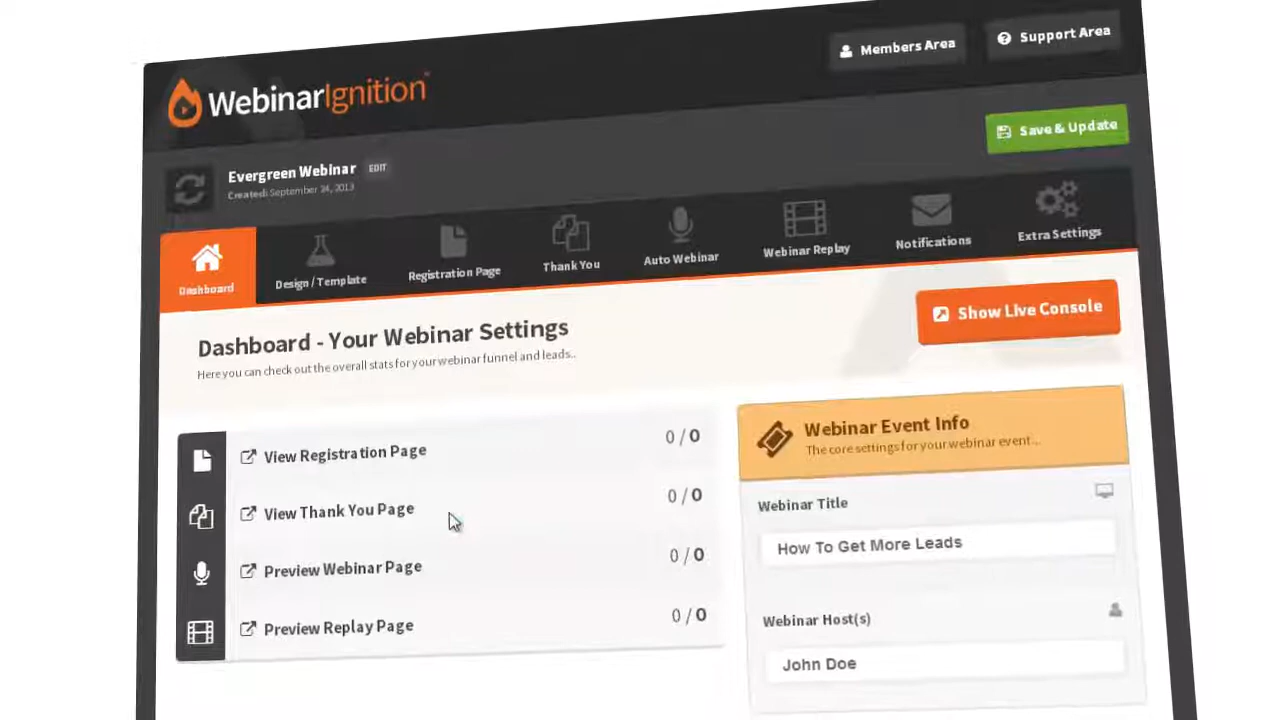 Members Area
Support Area
WebinarIgnition
Save & Update
Evergreen Webinar EDIT
Created: September 24, 2013
Dashboard
Design / Template
Registration Page
Thank You
Auto Webinar
Webinar Replay
Notifications
Extra Settings
Dashboard - Your Webinar Settings
Here you can check out the overall stats for your webinar funnel and leads..
Show Live Console
View Registration Page 0 / 0
View Thank You Page 0 / 0
Preview Webinar Page 0 / 0
Preview Replay Page 0 / 0
Webinar Event Info
The core settings for your webinar event...
Webinar Title
How To Get More Leads
Webinar Host(s)
John Doe